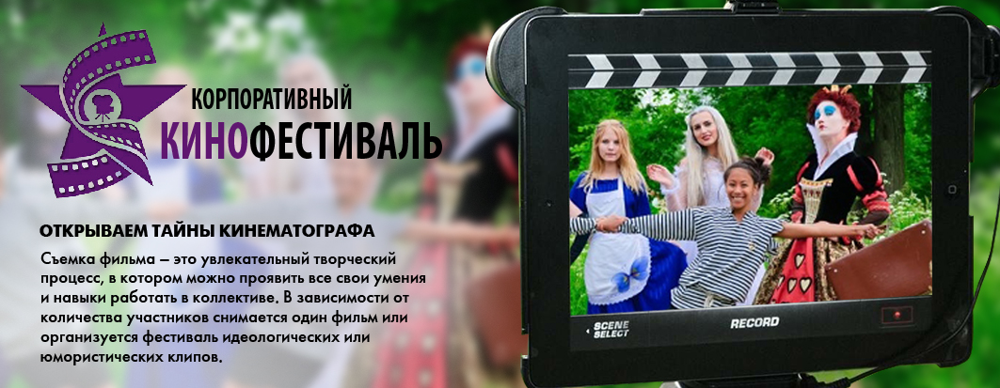 КОРПОРАТИВНЫЙ
КИНОФЕСТИВАЛЬ
ОТКРЫВАЕМ ТАЙНЫ КИНЕМАТОГРАФА
Съемка фильма – это увлекательный творческий
процесс, в котором можно проявить все свои умения
и навыки работать в коллективе. В зависимости от
количества участников снимается один фильм или
организуется фестиваль идеологических или
юмористических клипов.
SCENE
SELECT
RECORD